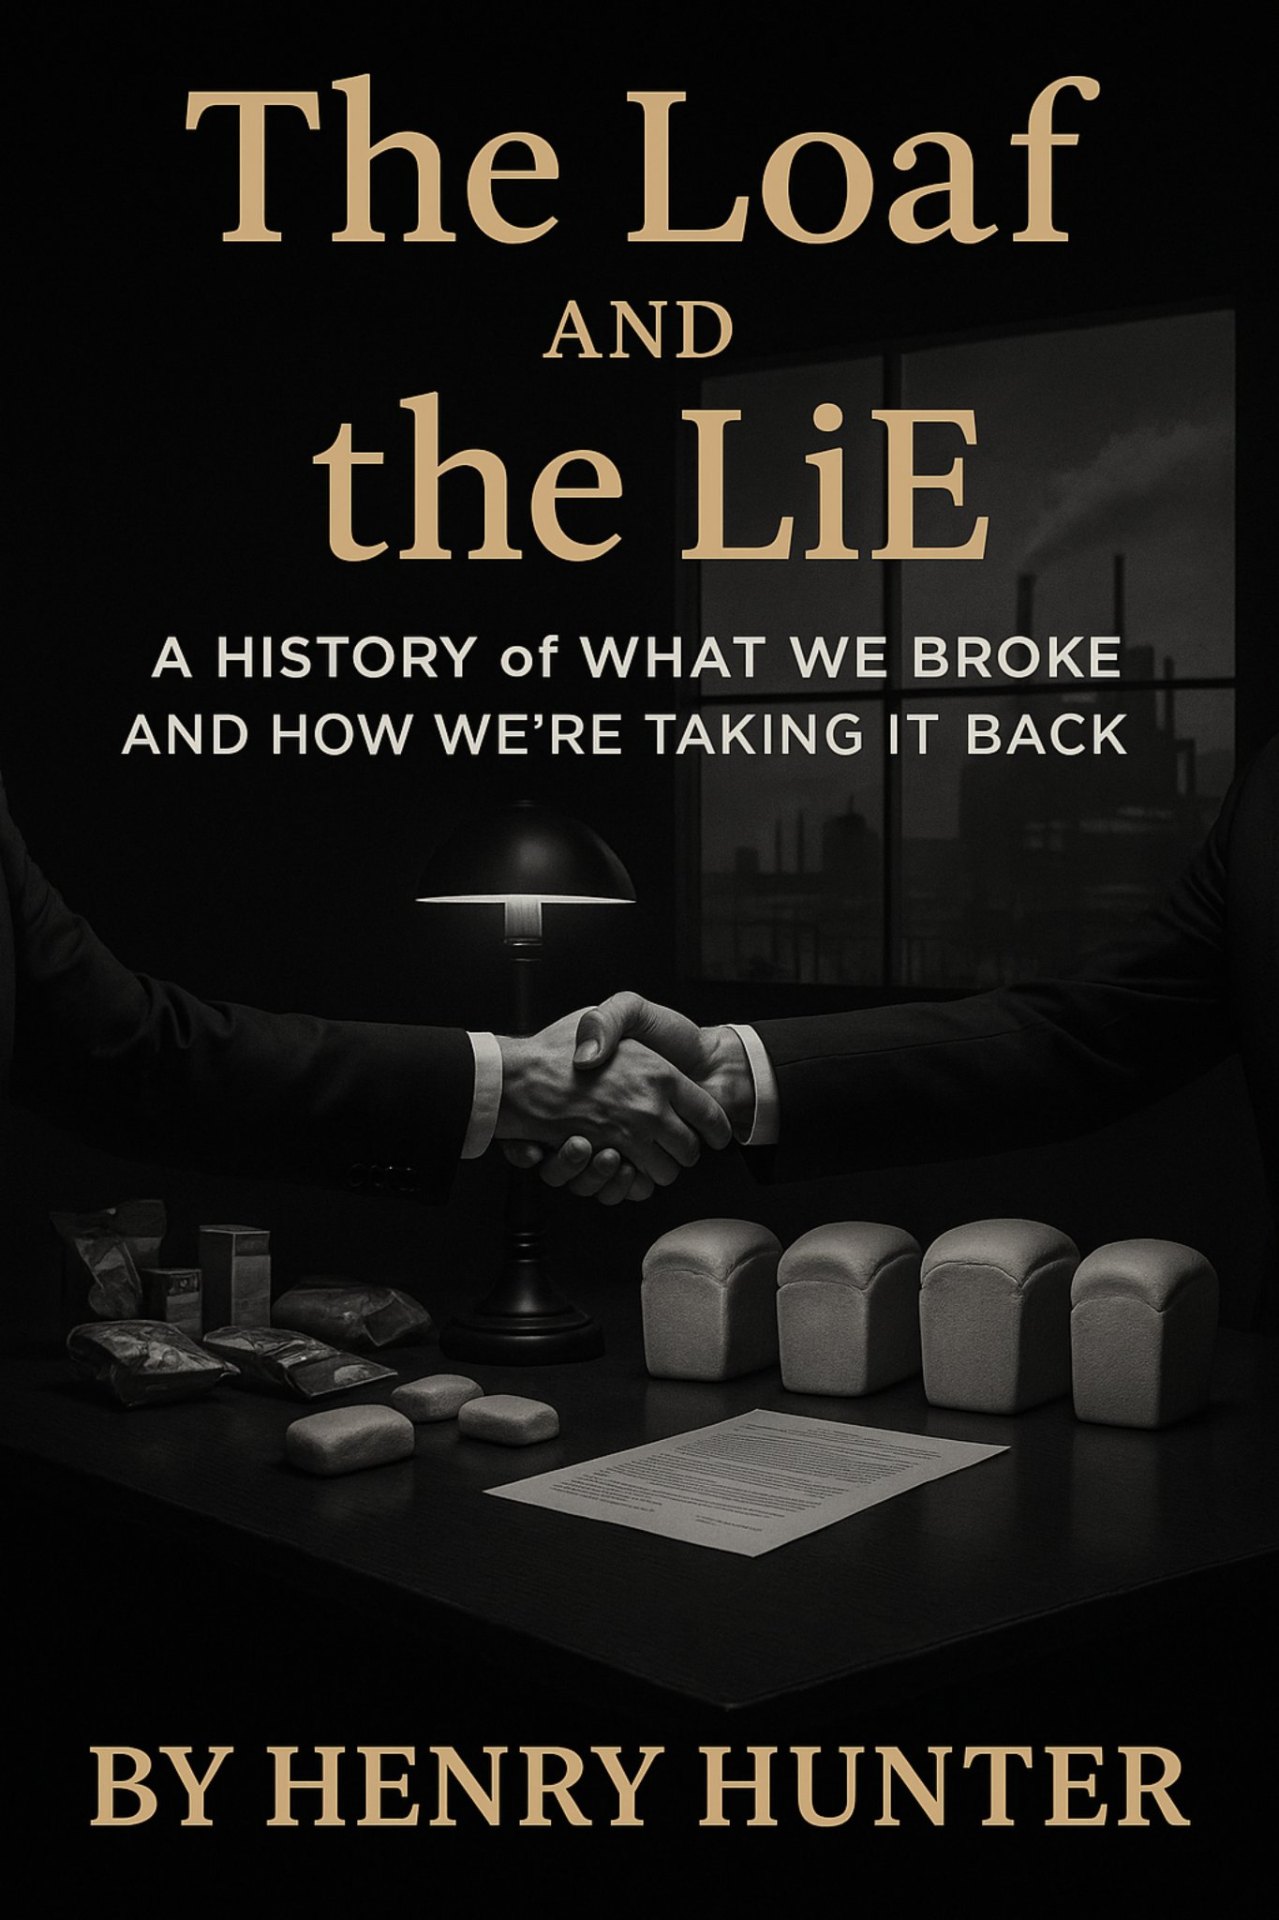 The Loaf
AND
the LiE
A HISTORY of WHAT WE BROKE
AND HOW WE'RE TAKING IT BACK
BY HENRY HUNTER